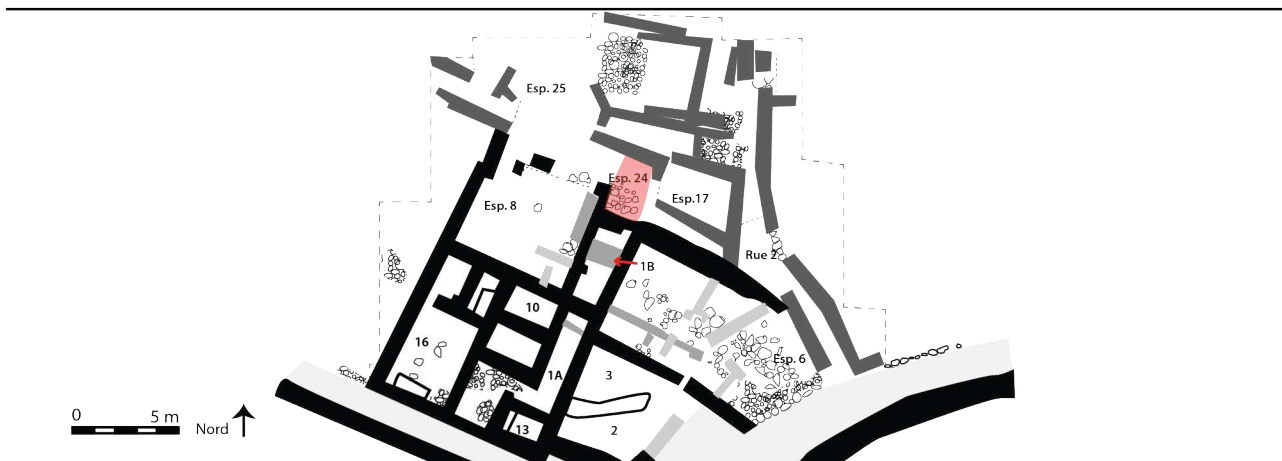 Esp. 25
Esp. 24
Esp.17
Esp. 8
Rue 2
1B
10
16
Esp. 6
1A
3
0
5 m
Nord
13
2